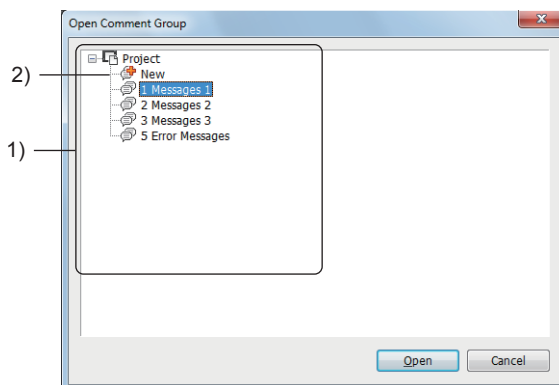 Open Comment Group
Project
2)
New
1 Messages 1
2 Messages 2
3 Messages 3
1)
5 Error Messages
Open
Cancel